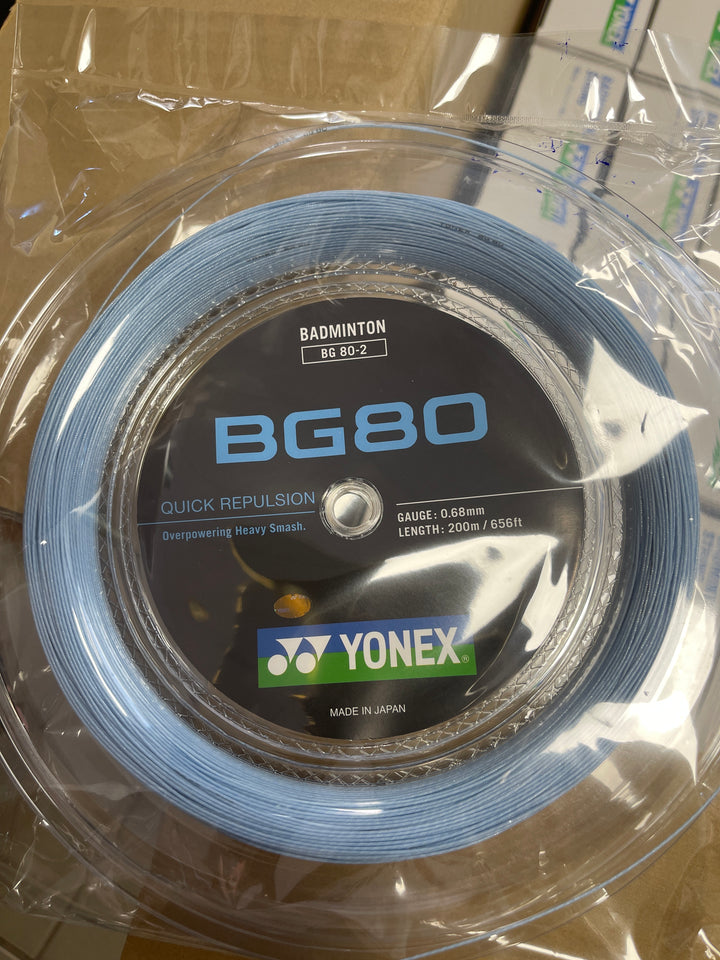 YONEX
BADMINTON
BG 80-2
BG80
QUICK REPULSION
Overpowering Heavy Smash.
GAUGE : 0.68mm
LENGTH : 200m / 656ft
YONEX®
MADE IN JAPAN